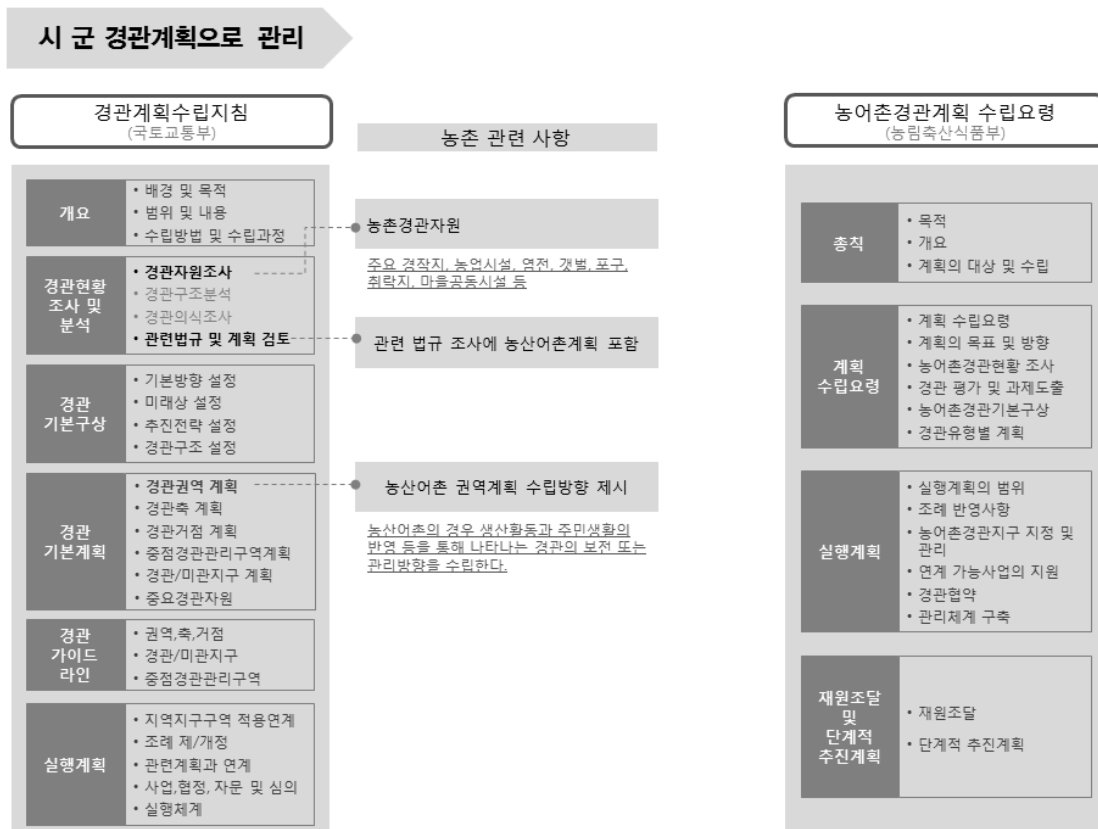 시 군 경관계획으로 관리
경관계획수립지침
(국토교통부)
개요
• 배경 및 목적
• 범위 및 내용
• 수립방법 및 수립과정
경관현황
조사 및
분석
• 경관자원조사
• 경관구조분석
• 경관의식조사
• 관련법규 및 계획 검토
경관
기본구상
• 기본방향 설정
• 미래상 설정
• 추진전략 설정
• 경관구조 설정
경관
기본계획
• 경관권역 계획
• 경관축 계획
• 경관거점 계획
• 중점경관관리구역계획
• 경관/미관지구 계획
• 중요경관자원
경관
가이드
라인
• 권역,축,거점
• 경관/미관지구
• 중점경관관리구역
실행계획
• 지역지구구역 적용연계
• 조례 제/개정
• 관련계획과 연계
• 사업,협정, 자문 및 심의
• 실행체계
농촌 관련 사항
농촌경관자원
주요 경작지, 농업시설, 염전, 갯벌, 포구,
취락지, 마을공동시설 등
관련 법규 조사에 농산어촌계획 포함
농산어촌 권역계획 수립방향 제시
농산어촌의 경우 생산활동과 주민생활의
반영 등을 통해 나타나는 경관의 보전 또는
관리방향을 수립한다.
농어촌경관계획 수립요령
(농림축산식품부)
총칙
• 목적
• 개요
• 계획의 대상 및 수립
계획
수립요령
• 계획 수립요령
• 계획의 목표 및 방향
• 농어촌경관현황 조사
• 경관 평가 및 과제도출
• 농어촌경관기본구상
• 경관유형별 계획
실행계획
• 실행계획의 범위
• 조례 반영사항
• 농어촌경관지구 지정 및
관리
• 연계 가능사업의 지원
• 경관협약
• 관리체계 구축
재원조달
및
단계적
추진계획
• 재원조달
• 단계적 추진계획